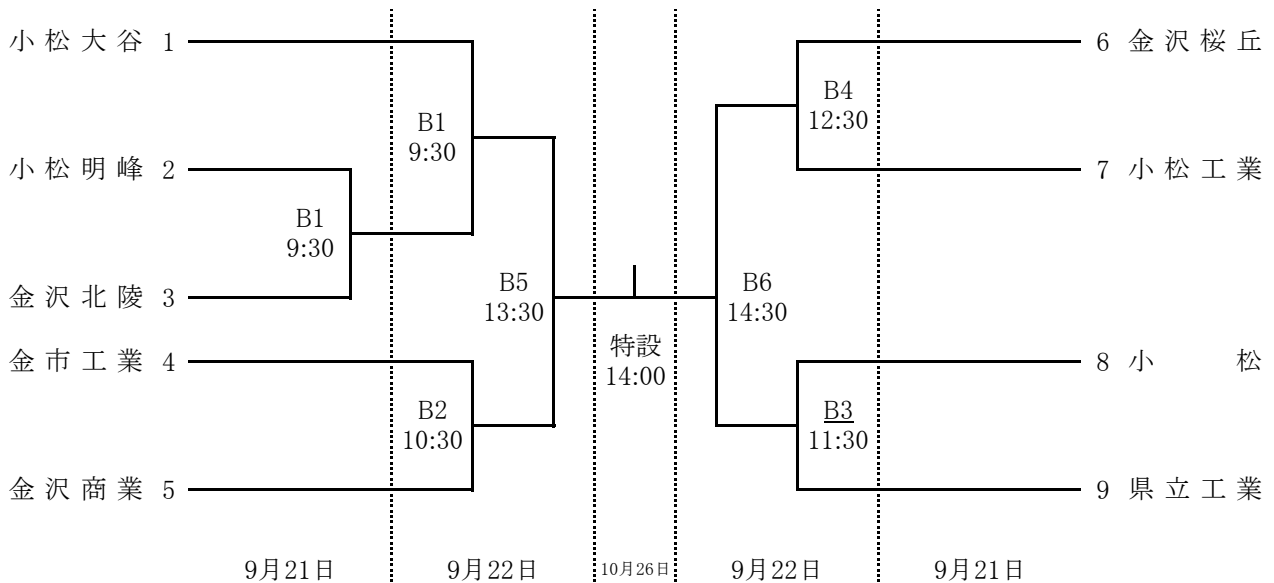 小松大谷 1
6 金沢桜丘
B4
12:30
B1
9:30
小松明峰 2
7 小松工業
B1
9:30
金沢北陵 3
B5
13:30
B6
14:30
特設
14:00
金市工業 4
8 小松
B2
10:30
B3
11:30
金沢商業 5
9 県立工業
9月21日
9月22日
10月26日
9月22日
9月21日